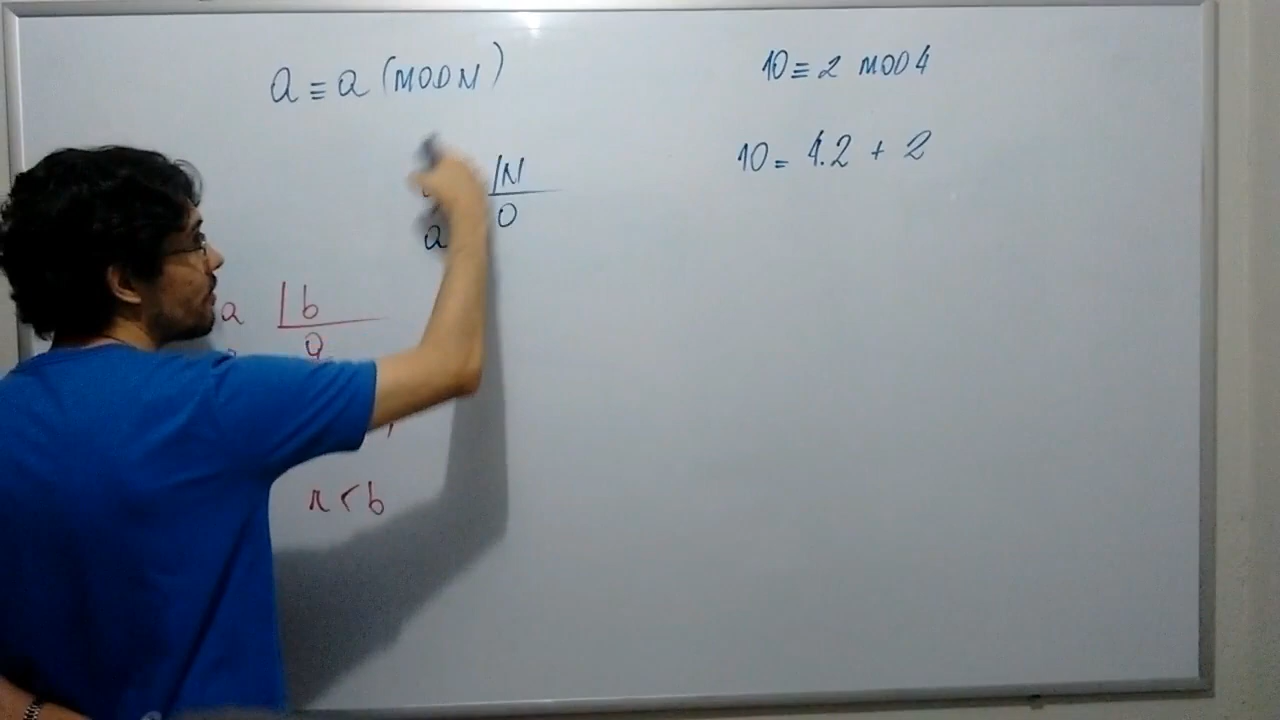 a ≡ a (MOD N)
N
a 0
a b
Q
r < b
10 ≡ 2 MOD 4
10 = 4.2 + 2